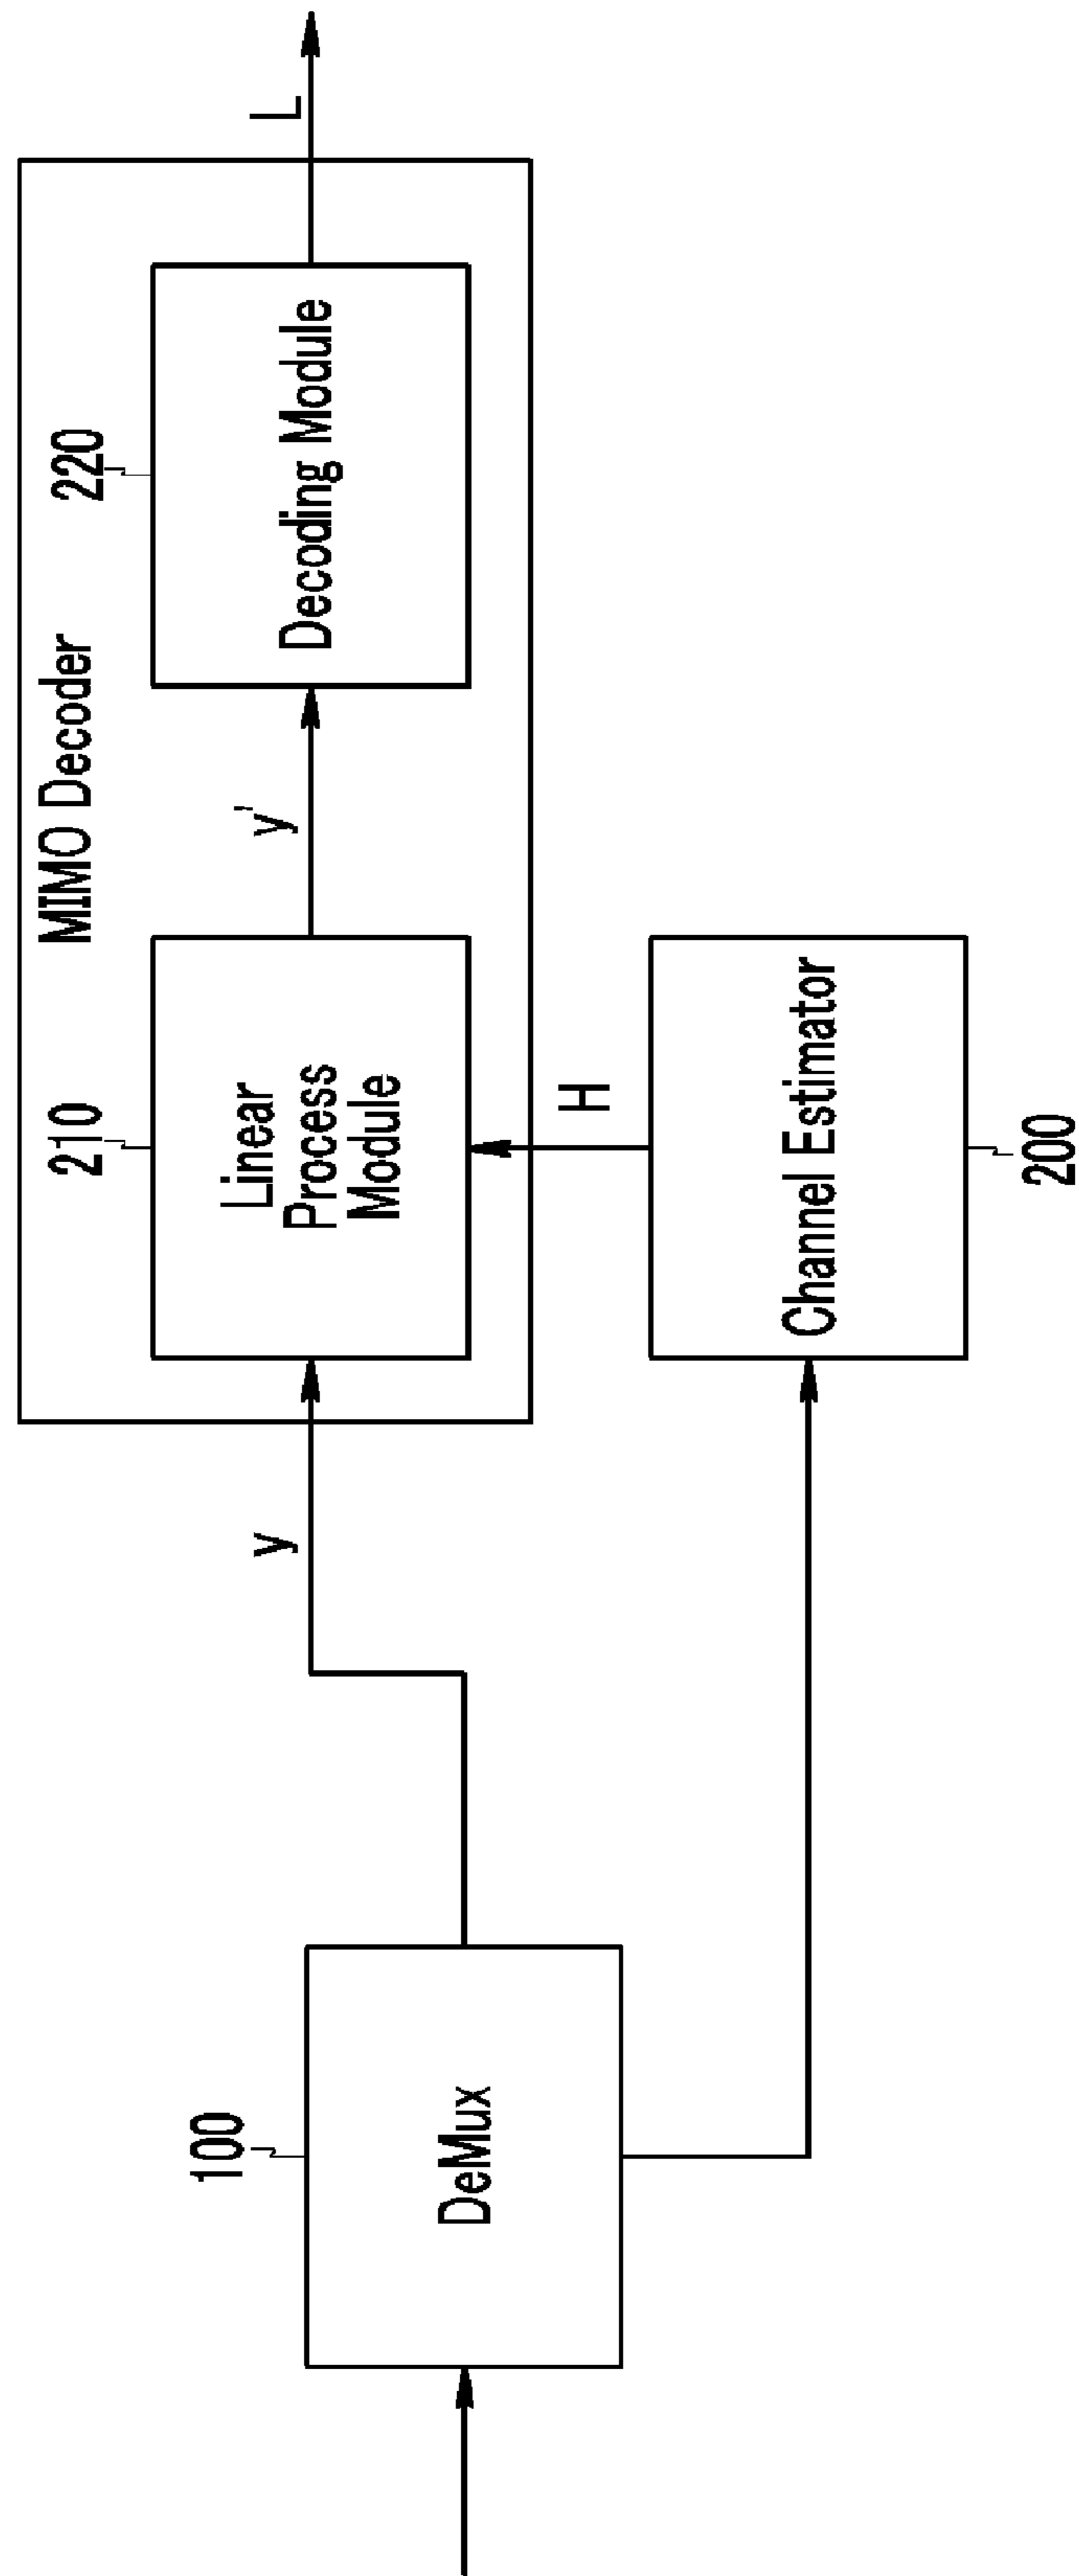 MIMO Decoder
100
DeMux
y
210
Linear
Process
Module
y'
220
Decoding Module
L
H
Channel Estimator
200